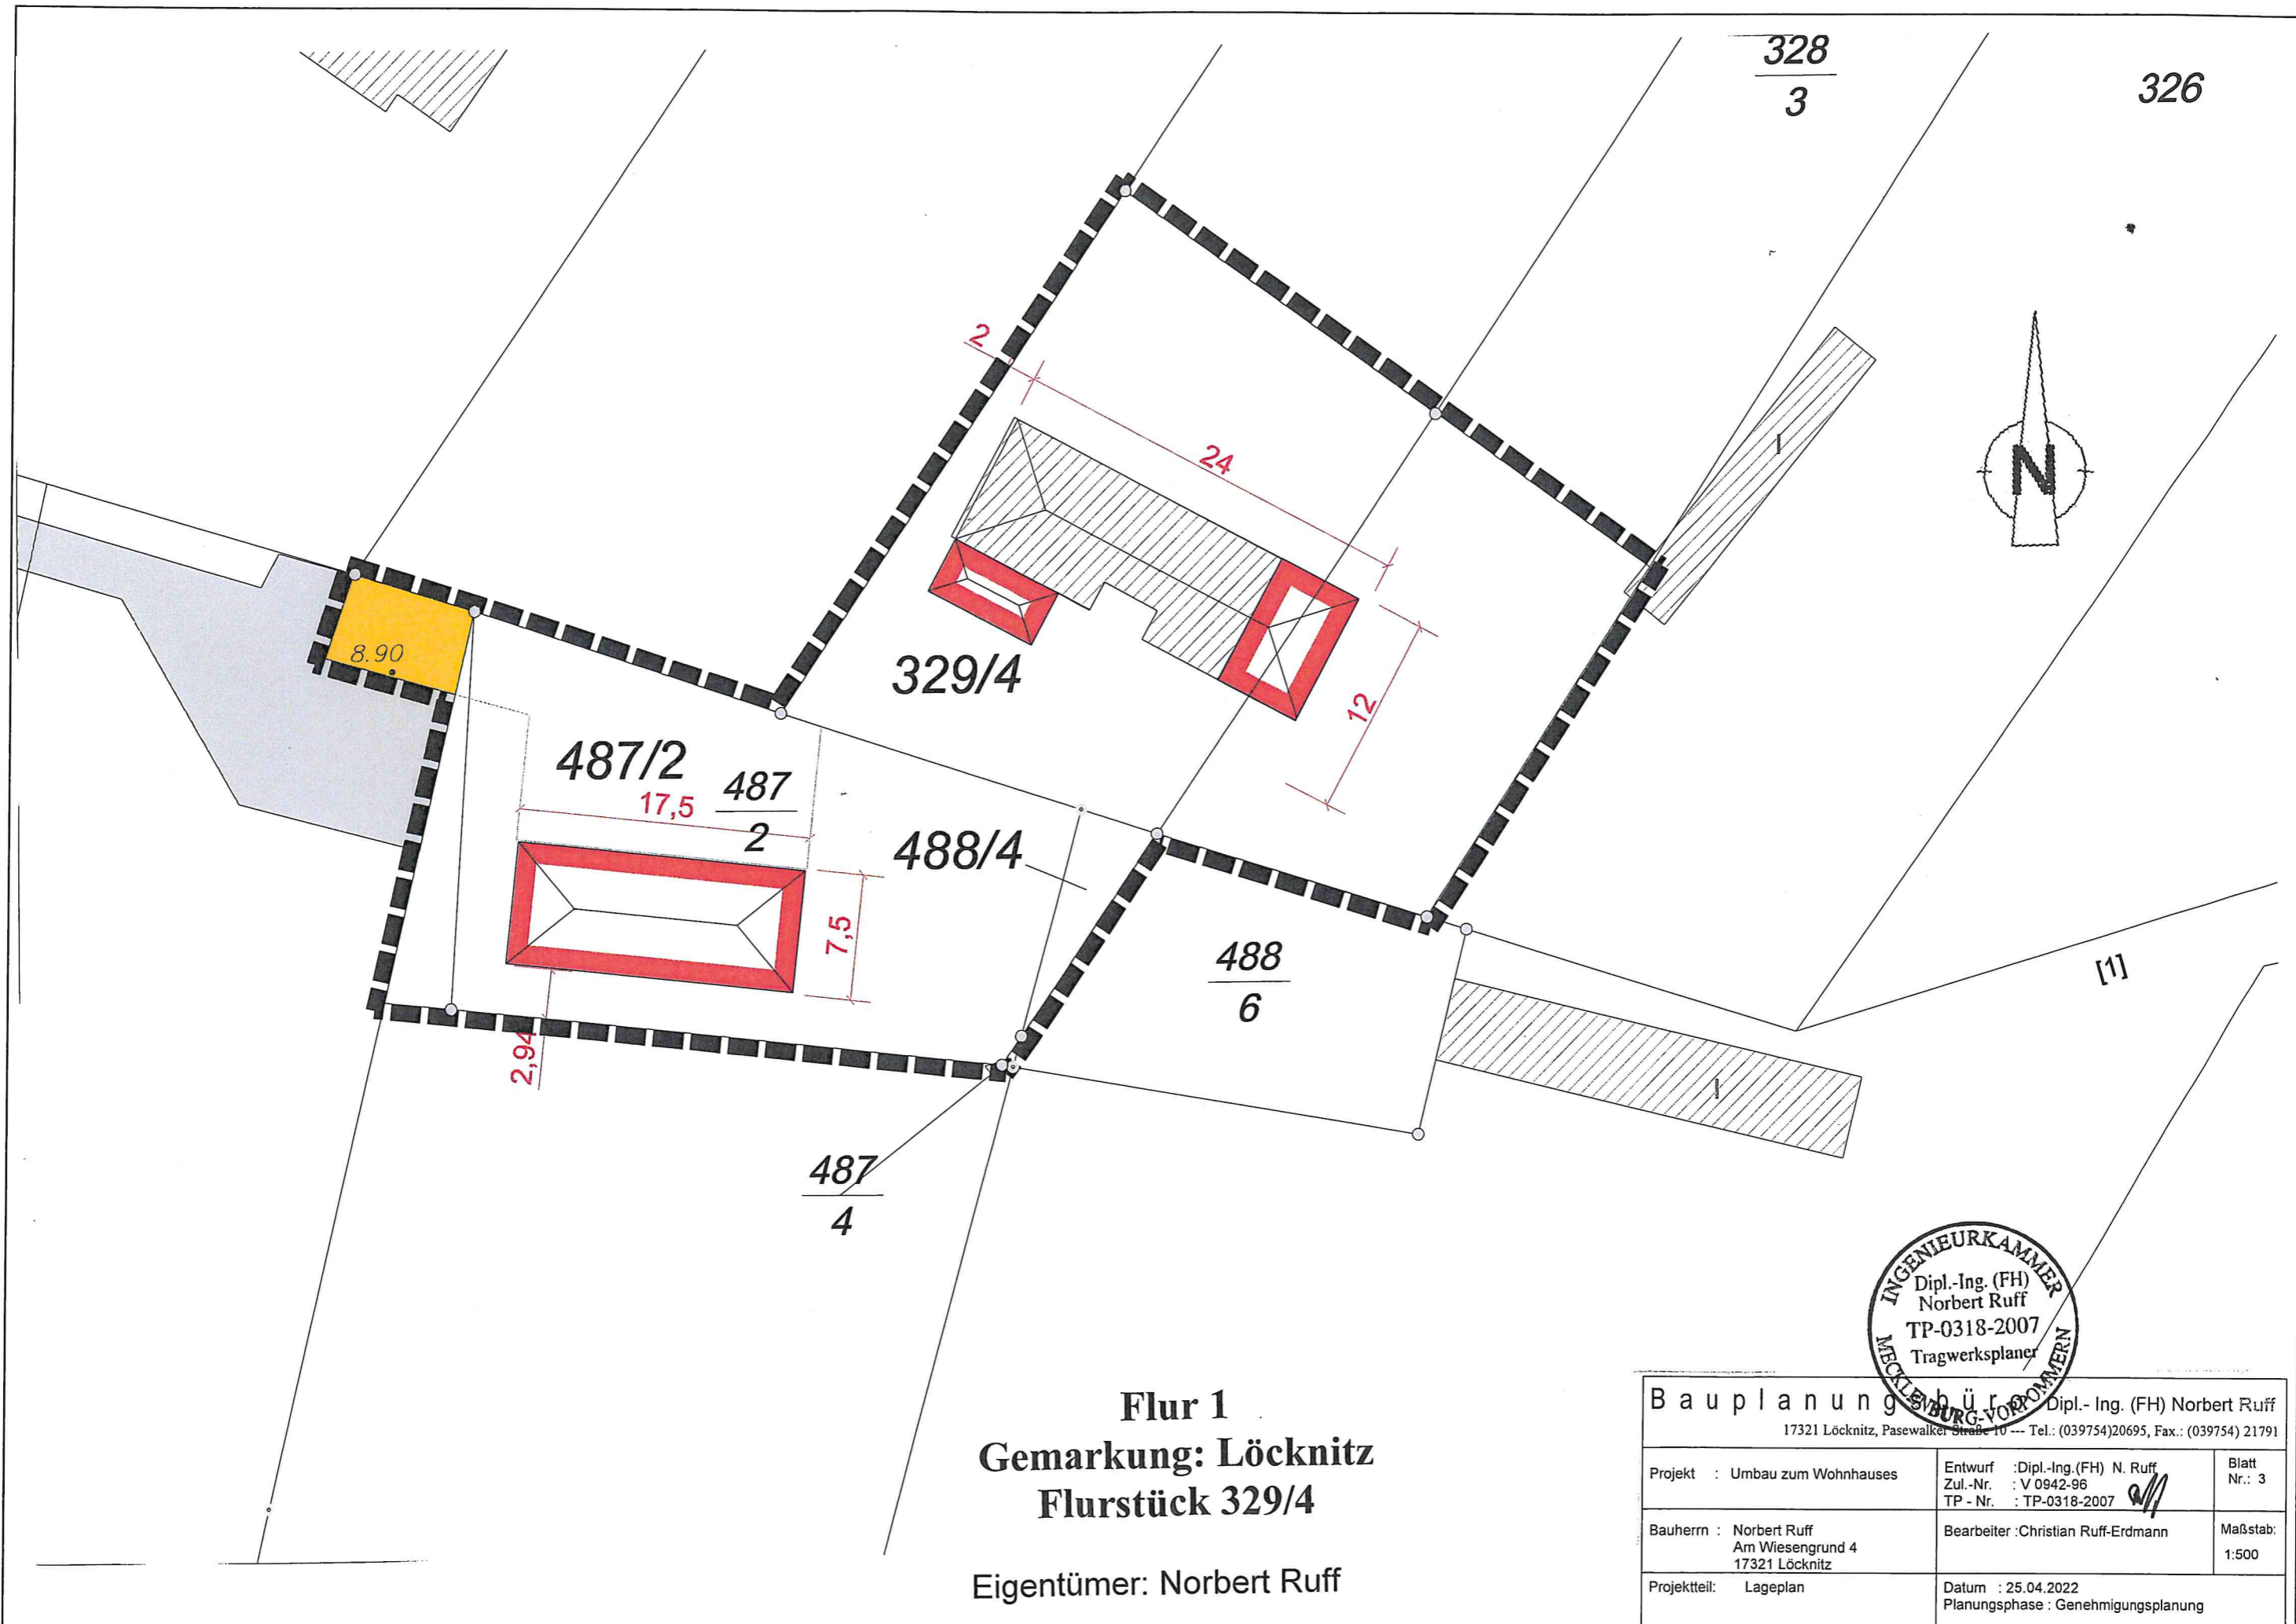 328
3
326
2
24
N
I
8.90
329/4
12
487/2
487
2
17,5
488/4
7,5
488
6
[1]
2,94
I
487
4
INGENIEURKAMMER
Dipl.-Ing. (FH)
Norbert Ruff
TP-0318-2007
Tragwerksplaner
MECKLENBURG-VORPOMMERN
Flur 1
Gemarkung: Löcknitz
Flurstück 329/4
Eigentümer: Norbert Ruff
Bauplanungsbüro Dipl.- Ing. (FH) Norbert Ruff
17321 Löcknitz, Pasewalker Straße 10 --- Tel.: (039754)20695, Fax.: (039754) 21791
Projekt : Umbau zum Wohnhauses
Entwurf :Dipl.-Ing.(FH) N. Ruff
Zul.-Nr. : V 0942-96
TP - Nr. : TP-0318-2007
Blatt
Nr.: 3
Bauherrn : Norbert Ruff
Am Wiesengrund 4
17321 Löcknitz
Bearbeiter :Christian Ruff-Erdmann
Maßstab:
1:500
Projektteil: Lageplan
Datum : 25.04.2022
Planungsphase : Genehmigungsplanung